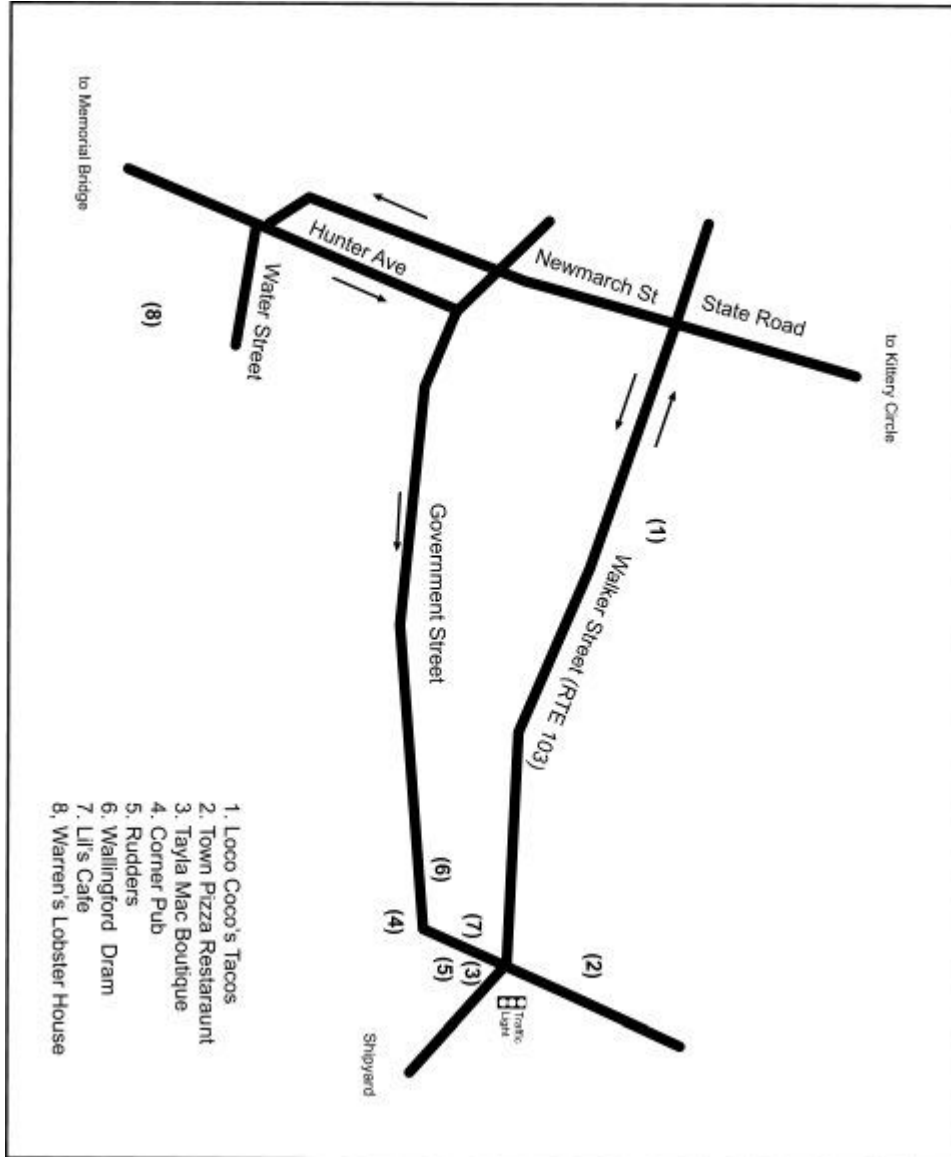 to Kittery Circle
State Road
Newmarch St
Hunter Ave
Water Street
to Memorial Bridge
(8)
(1)
Walker Street (RTE 103)
Government Street
(2)
(7)
(3)
(6)
(5)
(4)
Traffic
Light
Shipyard
1. Loco Coco's Tacos
2. Town Pizza Restaraunt
3. Tayla Mac Boutique
4. Corner Pub
5. Rudders
6. Wallingford Dram
7. Lil's Cafe
8, Warren's Lobster House